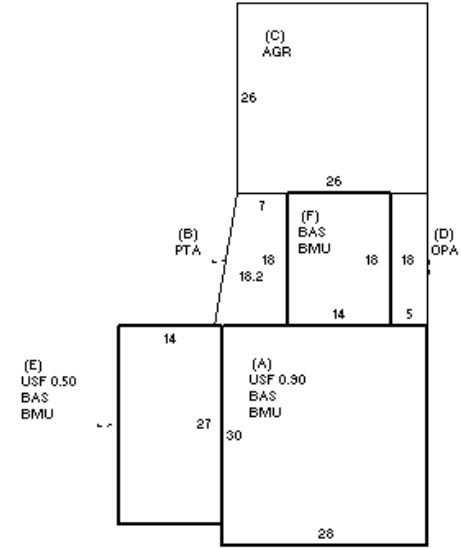 (C)
AGR
26
26
7
(B)
PTA
18
18.2
(F)
BAS
BMU
18
18
(D)
OPA
14
5
14
(E)
USF 0.50
BAS
BMU
(A)
USF 0.90
BAS
BMU
27
30
28